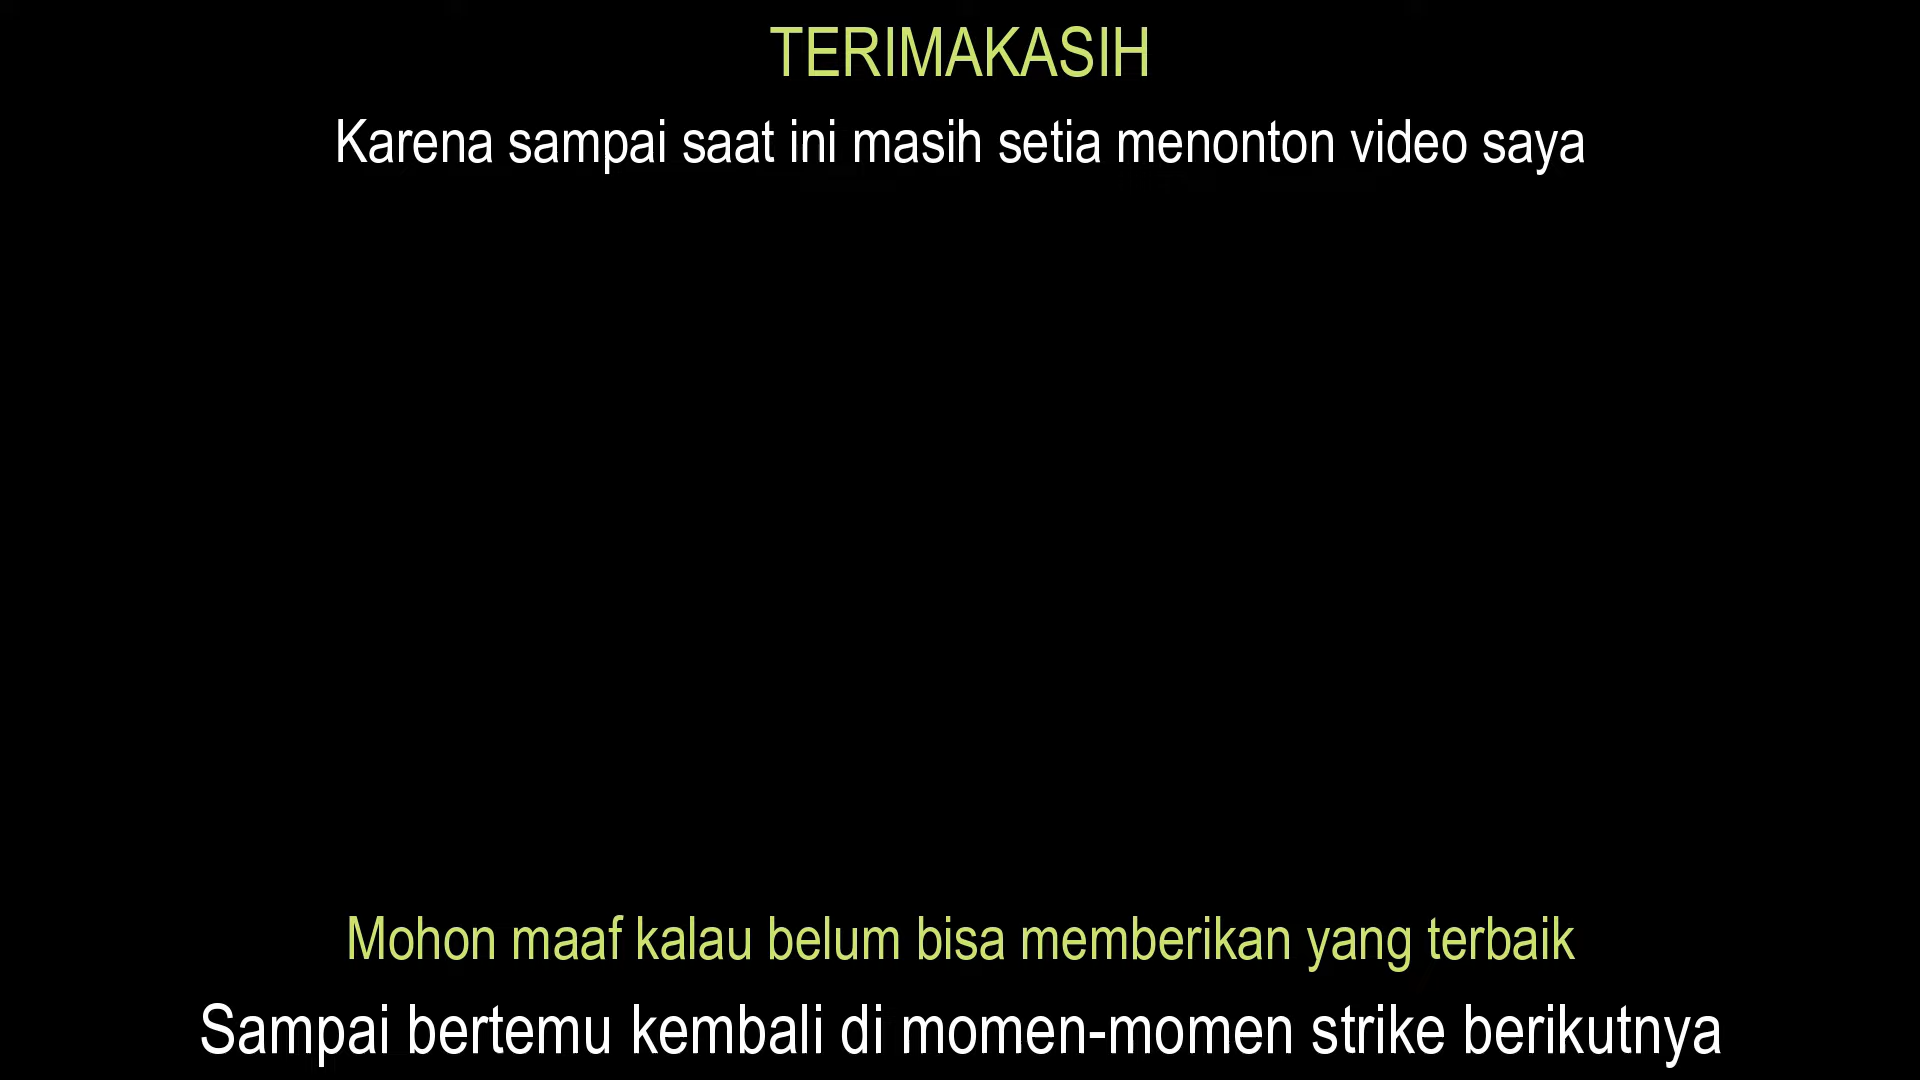 TERIMAKASIH
Karena sampai saat ini masih setia menonton video saya
Mohon maaf kalau belum bisa memberikan yang terbaik
Sampai bertemu kembali di momen-momen strike berikutnya